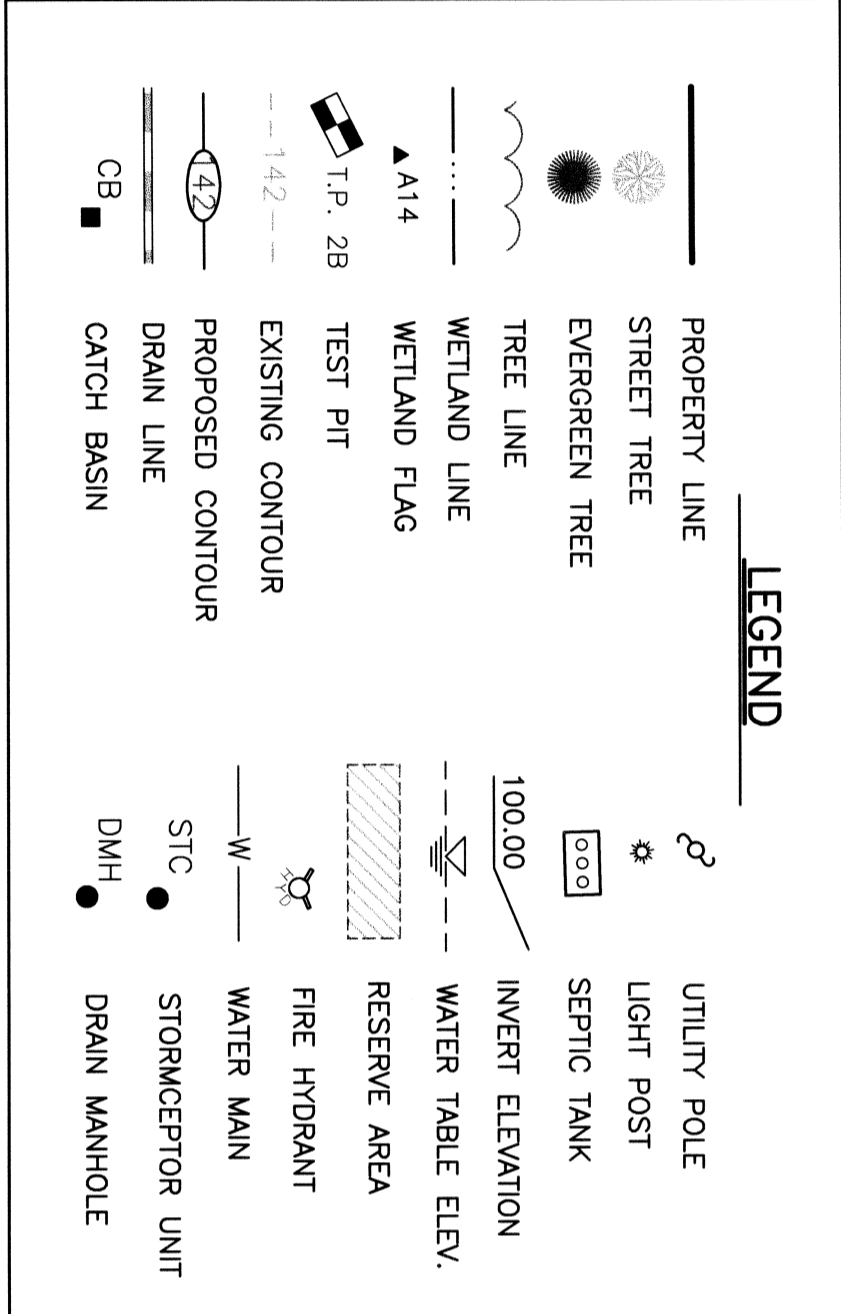 LEGEND
PROPERTY LINE
STREET TREE
EVERGREEN TREE
TREE LINE
WETLAND LINE
A14 WETLAND FLAG
T.P. 2B TEST PIT
142 EXISTING CONTOUR
142 PROPOSED CONTOUR
DRAIN LINE
CB CATCH BASIN
UTILITY POLE
LIGHT POST
SEPTIC TANK
100.00 INVERT ELEVATION
WATER TABLE ELEV.
RESERVE AREA
HYD FIRE HYDRANT
W WATER MAIN
STC STORMCEPTOR UNIT
DMH DRAIN MANHOLE